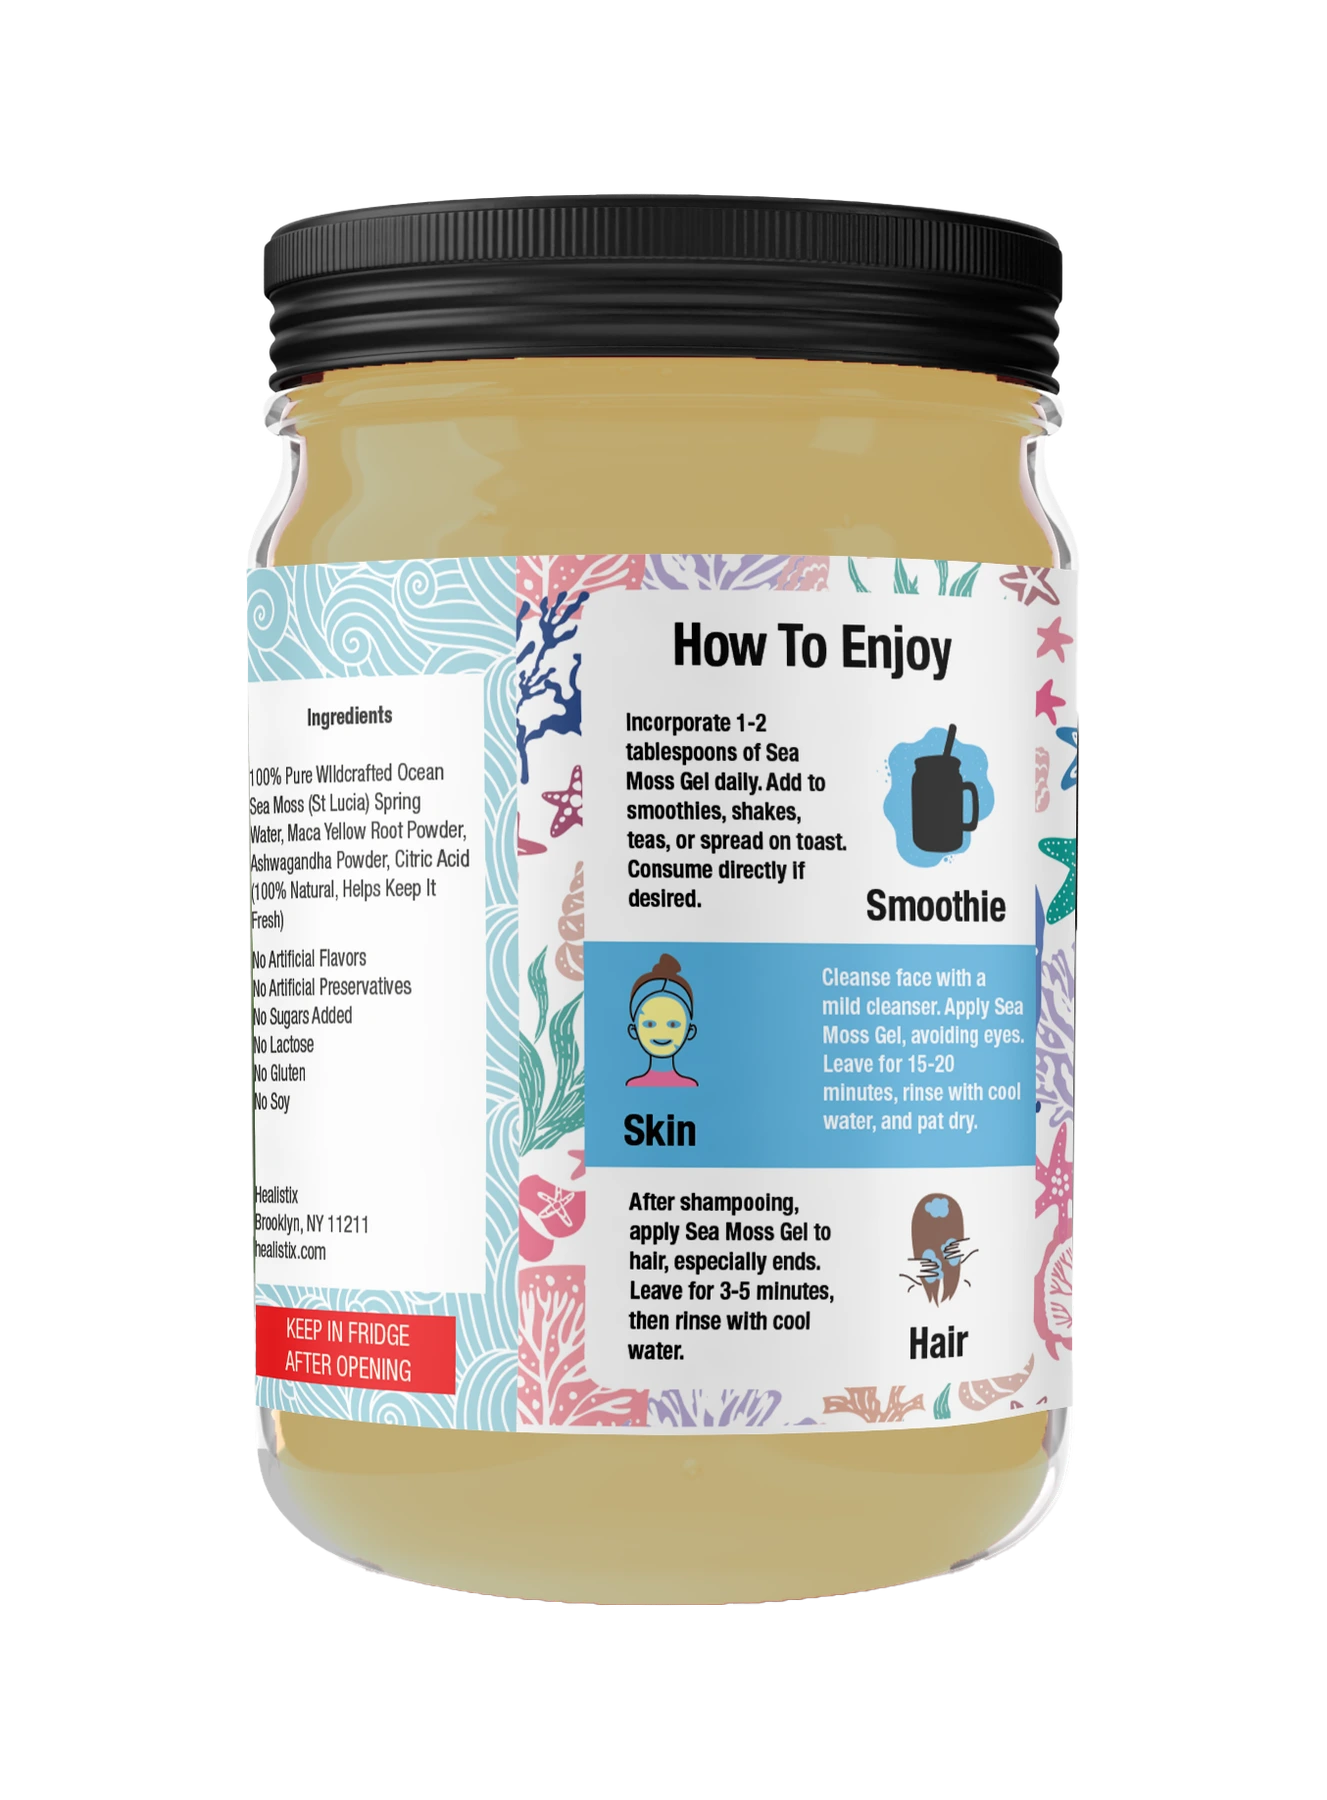 Ingredients
100% Pure WIldcrafted Ocean
Sea Moss (St Lucia) Spring
Water, Maca Yellow Root Powder,
Ashwagandha Powder, Citric Acid
(100% Natural, Helps Keep It
Fresh)
No Artificial Flavors
No Artificial Preservatives
No Sugars Added
No Lactose
No Gluten
No Soy
Healistix
Brooklyn, NY 11211
healistix.com
KEEP IN FRIDGE
AFTER OPENING
How To Enjoy
Incorporate 1-2
tablespoons of Sea
Moss Gel daily. Add to
smoothies, shakes,
teas, or spread on toast.
Consume directly if
desired.
Smoothie
Cleanse face with a
mild cleanser. Apply Sea
Moss Gel, avoiding eyes.
Leave for 15-20
minutes, rinse with cool
water, and pat dry.
Skin
After shampooing,
apply Sea Moss Gel to
hair, especially ends.
Leave for 3-5 minutes,
then rinse with cool
water.
Hair